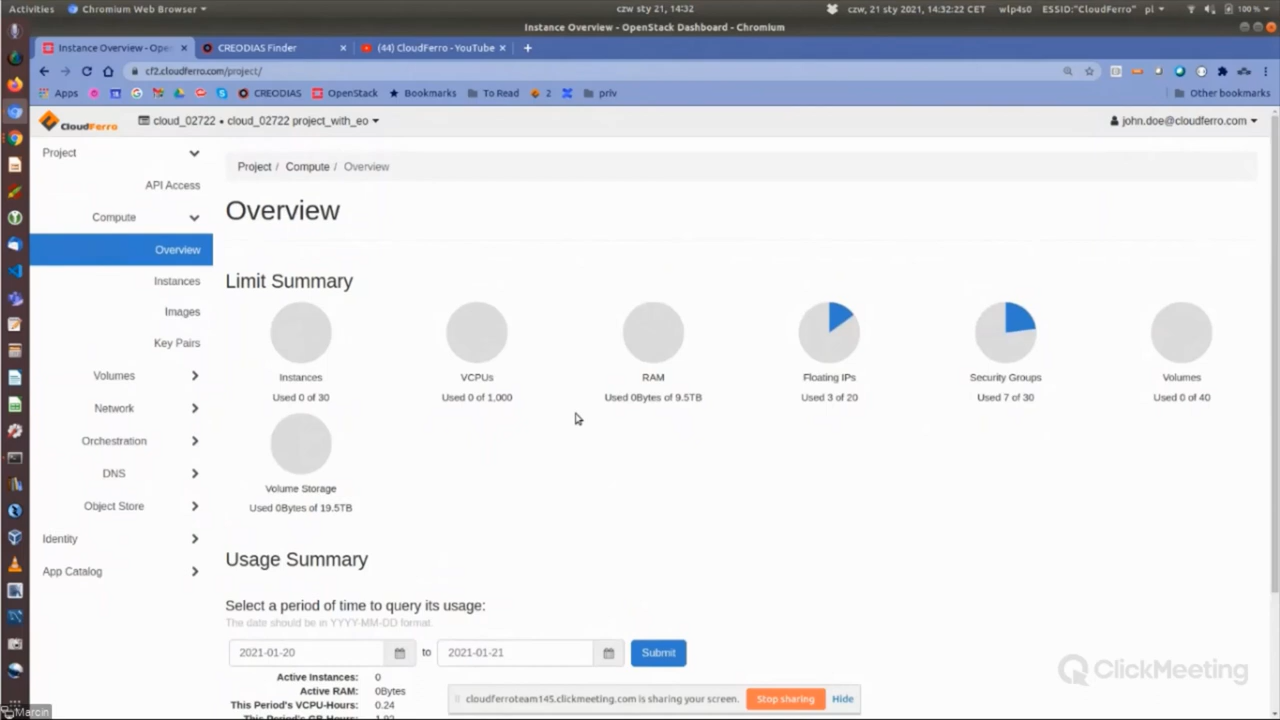 Activities Chromium Web Browser czw sty 21, 14:32 czw, 21 sty 2021, 14:32:22 CET wlp4s0 ESSID:"CloudFerro" pl 100 %
Instance Overview - OpenStack Dashboard - Chromium
Instance Overview - Ope CREODIAS Finder (44) CloudFerro - YouTube
cf2.cloudferro.com/project/
Apps CREODIAS OpenStack Bookmarks To Read 2 priv Other bookmarks
CloudFerro cloud_02722 • cloud_02722 project_with_eo john.doe@cloudferro.com
Project
API Access
Compute
Overview
Instances
Images
Key Pairs
Volumes
Network
Orchestration
DNS
Object Store
Identity
App Catalog
Project / Compute / Overview
Overview
Limit Summary
Instances
Used 0 of 30
VCPUs
Used 0 of 1,000
RAM
Used 0Bytes of 9.5TB
Floating IPs
Used 3 of 20
Security Groups
Used 7 of 30
Volumes
Used 0 of 40
Volume Storage
Used 0Bytes of 19.5TB
Usage Summary
Select a period of time to query its usage:
The date should be in YYYY-MM-DD format.
2021-01-20 to 2021-01-21 Submit
Active Instances: 0
Active RAM: 0Bytes
This Period's VCPU-Hours: 0.24
This Period's GB-Hours: 1.92
cloudferroteam145.clickmeeting.com is sharing your screen. Stop sharing Hide
ClickMeeting
Marcin